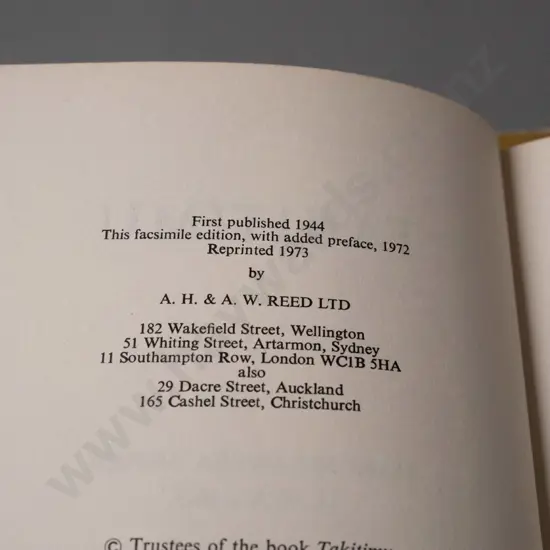 First published 1944
This facsimile edition, with added preface, 1972
Reprinted 1973
by
A. H. & A. W. REED LTD
182 Wakefield Street, Wellington
51 Whiting Street, Artarmon, Sydney
11 Southampton Row, London WC1B 5HA
also
29 Dacre Street, Auckland
165 Cashel Street, Christchurch
© Trustees of the book Takitimu